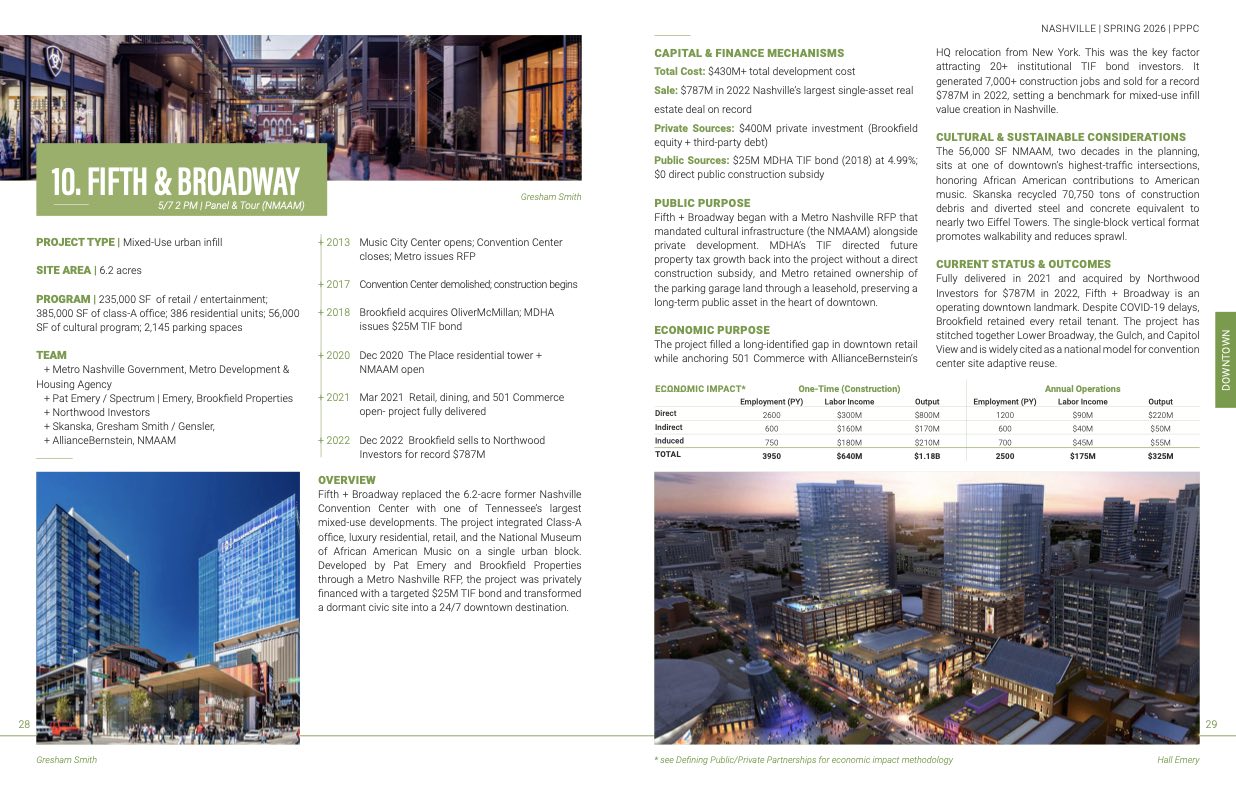 10. FIFTH & BROADWAY
5/7 2 PM | Panel & Tour (NMAAM)
Gresham Smith
PROJECT TYPE | Mixed-Use urban infill
SITE AREA | 6.2 acres
PROGRAM | 235,000 SF of retail / entertainment;
385,000 SF of class-A office; 386 residential units; 56,000
SF of cultural program; 2,145 parking spaces
TEAM
+ Metro Nashville Government, Metro Development &
Housing Agency
+ Pat Emery / Spectrum | Emery, Brookfield Properties
+ Northwood Investors
+ Skanska, Gresham Smith / Gensler,
+ AllianceBernstein, NMAAM
+ 2013 Music City Center opens; Convention Center
closes; Metro issues RFP
+ 2017 Convention Center demolished; construction begins
+ 2018 Brookfield acquires OliverMcMillan; MDHA
issues $25M TIF bond
+ 2020 Dec 2020 The Place residential tower +
NMAAM open
+ 2021 Mar 2021 Retail, dining, and 501 Commerce
open- project fully delivered
+ 2022 Dec 2022 Brookfield sells to Northwood
Investors for record $787M
OVERVIEW
Fifth + Broadway replaced the 6.2-acre former Nashville
Convention Center with one of Tennessee's largest
mixed-use developments. The project integrated Class-A
office, luxury residential, retail, and the National Museum
of African American Music on a single urban block.
Developed by Pat Emery and Brookfield Properties
through a Metro Nashville RFP, the project was privately
financed with a targeted $25M TIF bond and transformed
a dormant civic site into a 24/7 downtown destination.
28
Gresham Smith
NASHVILLE | SPRING 2026 | PPPC
CAPITAL & FINANCE MECHANISMS
Total Cost: $430M+ total development cost
Sale: $787M in 2022 Nashville's largest single-asset real
estate deal on record
Private Sources: $400M private investment (Brookfield
equity + third-party debt)
Public Sources: $25M MDHA TIF bond (2018) at 4.99%;
$0 direct public construction subsidy
PUBLIC PURPOSE
Fifth + Broadway began with a Metro Nashville RFP that
mandated cultural infrastructure (the NMAAM) alongside
private development. MDHA's TIF directed future
property tax growth back into the project without a direct
construction subsidy, and Metro retained ownership of
the parking garage land through a leasehold, preserving a
long-term public asset in the heart of downtown.
ECONOMIC PURPOSE
The project filled a long-identified gap in downtown retail
while anchoring 501 Commerce with AllianceBernstein's
HQ relocation from New York. This was the key factor
attracting 20+ institutional TIF bond investors. It
generated 7,000+ construction jobs and sold for a record
$787M in 2022, setting a benchmark for mixed-use infill
value creation in Nashville.
CULTURAL & SUSTAINABLE CONSIDERATIONS
The 56,000 SF NMAAM, two decades in the planning,
sits at one of downtown's highest-traffic intersections,
honoring African American contributions to American
music. Skanska recycled 70,750 tons of construction
debris and diverted steel and concrete equivalent to
nearly two Eiffel Towers. The single-block vertical format
promotes walkability and reduces sprawl.
CURRENT STATUS & OUTCOMES
Fully delivered in 2021 and acquired by Northwood
Investors for $787M in 2022, Fifth + Broadway is an
operating downtown landmark. Despite COVID-19 delays,
Brookfield retained every retail tenant. The project has
stitched together Lower Broadway, the Gulch, and Capitol
View and is widely cited as a national model for convention
center site adaptive reuse.
DOWNTOWN
ECONOMIC IMPACT* One-Time (Construction) Annual Operations
Employment (PY) Labor Income Output Employment (PY) Labor Income Output
Direct 2600 $300M $800M 1200 $90M $220M
Indirect 600 $160M $170M 600 $40M $50M
Induced 750 $180M $210M 700 $45M $55M
TOTAL 3950 $640M $1.18B 2500 $175M $325M
29
* see Defining Public/Private Partnerships for economic impact methodology
Hall Emery